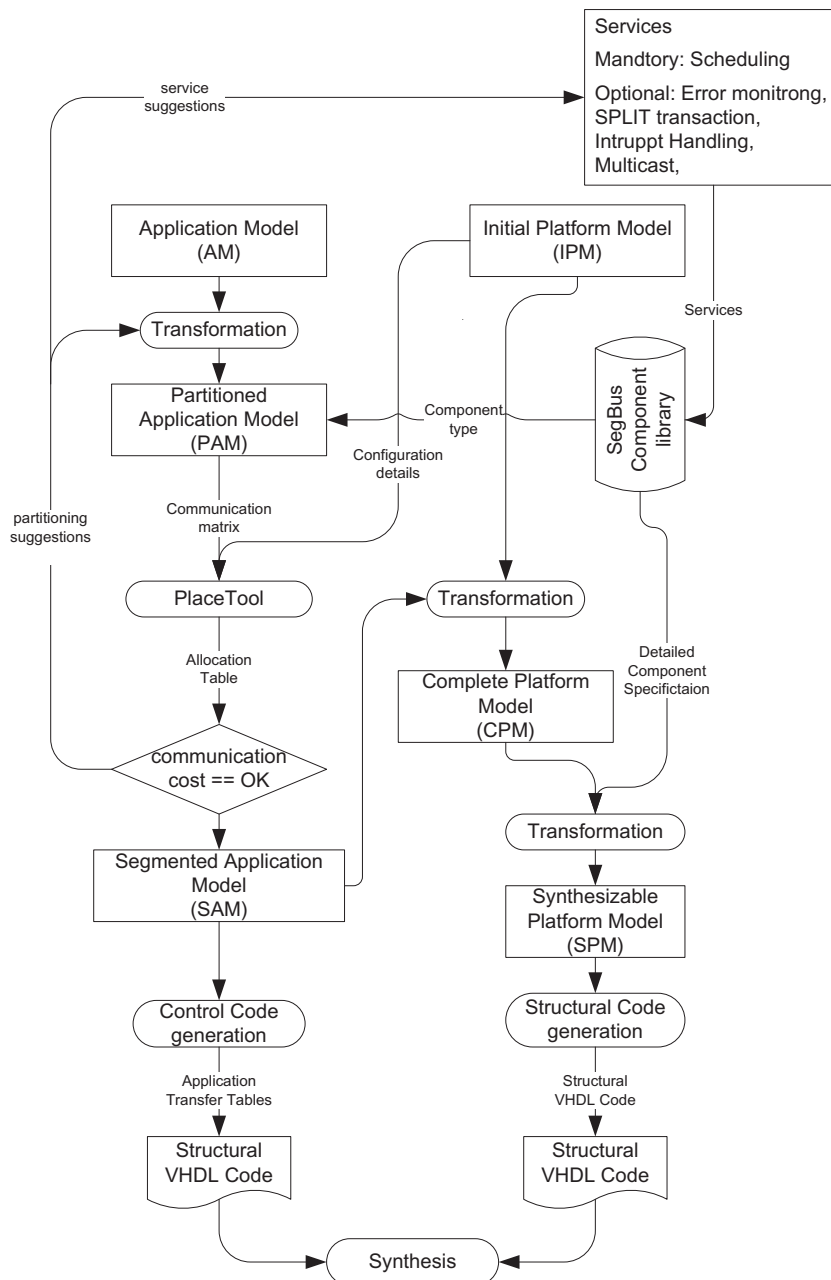 Services
Mandtory: Scheduling
Optional: Error monitrong,
SPLIT transaction,
Intruppt Handling,
Multicast,
service
suggestions
Application Model
(AM)
Initial Platform Model
(IPM)
Transformation
Services
Partitioned
Application Model
(PAM)
Component
type
SegBus
Component
library
Configuration
details
partitioning
suggestions
Communication
matrix
PlaceTool
Transformation
Allocation
Table
Detailed
Component
Specifictaion
Complete Platform
Model
(CPM)
communication
cost == OK
Transformation
Segmented Application
Model
(SAM)
Synthesizable
Platform Model
(SPM)
Control Code
generation
Structural Code
generation
Application
Transfer Tables
Structural
VHDL Code
Structural
VHDL Code
Structural
VHDL Code
Synthesis